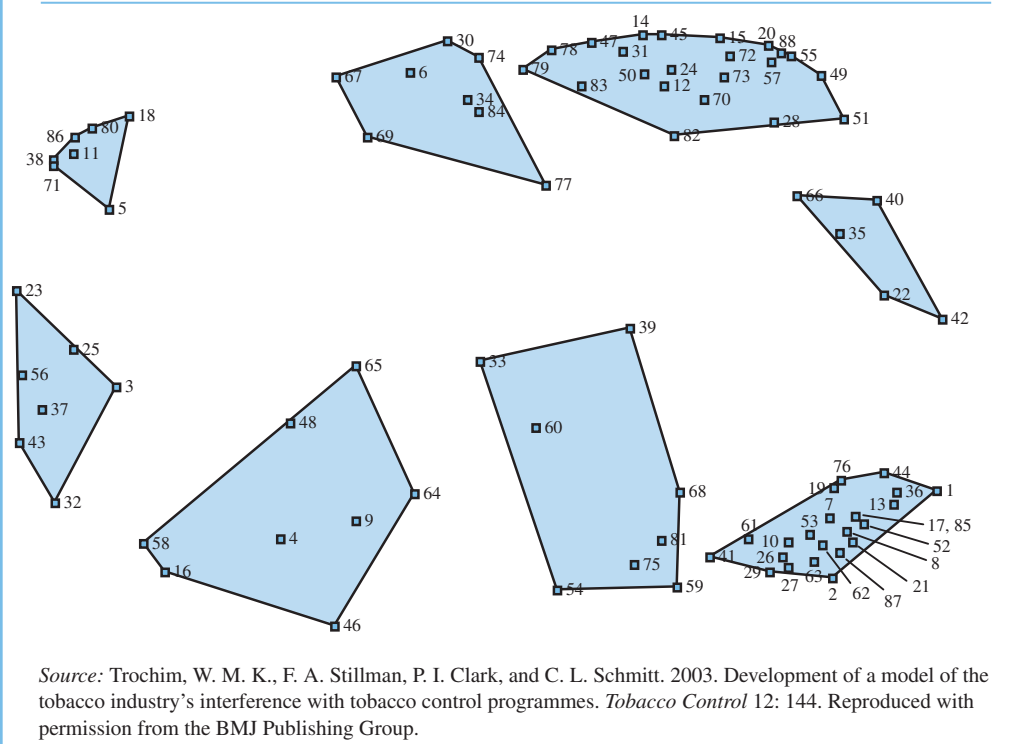 14 45 15 20 88
30 78 47 31 72 55
74 79 50 24 73 57 49
67 6 83 12 70
34 84 28 51
18 80 86 11 38 71 5
69 82
77
66 40
35
22 42
23
25
56 3
37
43
32
65
48
64
9
4
58
16
46
39
33
60
68
81
75
54 59
76 44
19 36 1
7 13
61 53 17, 85
10 52
41 26 8
29 27 63 2 62 87 21
Source: Trochim, W. M. K., F. A. Stillman, P. I. Clark, and C. L. Schmitt. 2003. Development of a model of the
tobacco industry’s interference with tobacco control programmes. Tobacco Control 12: 144. Reproduced with
permission from the BMJ Publishing Group.